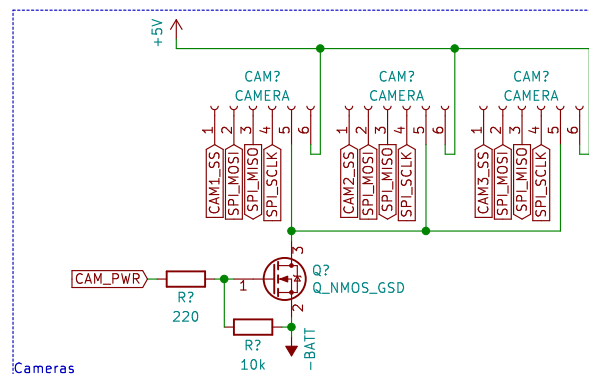 +5V
CAM?
CAMERA
CAM?
CAMERA
CAM?
CAMERA
1
2
3
4
5
6
1
2
3
4
5
6
1
2
3
4
5
6
CAM1_SS
SPI_MOSI
SPI_MISO
SPI_SCLK
CAM2_SS
SPI_MOSI
SPI_MISO
SPI_SCLK
CAM3_SS
SPI_MOSI
SPI_MISO
SPI_SCLK
3
Q?
Q_NMOS_GSD
CAM_PWR
1
R?
220
2
R?
10k
-BATT
Cameras